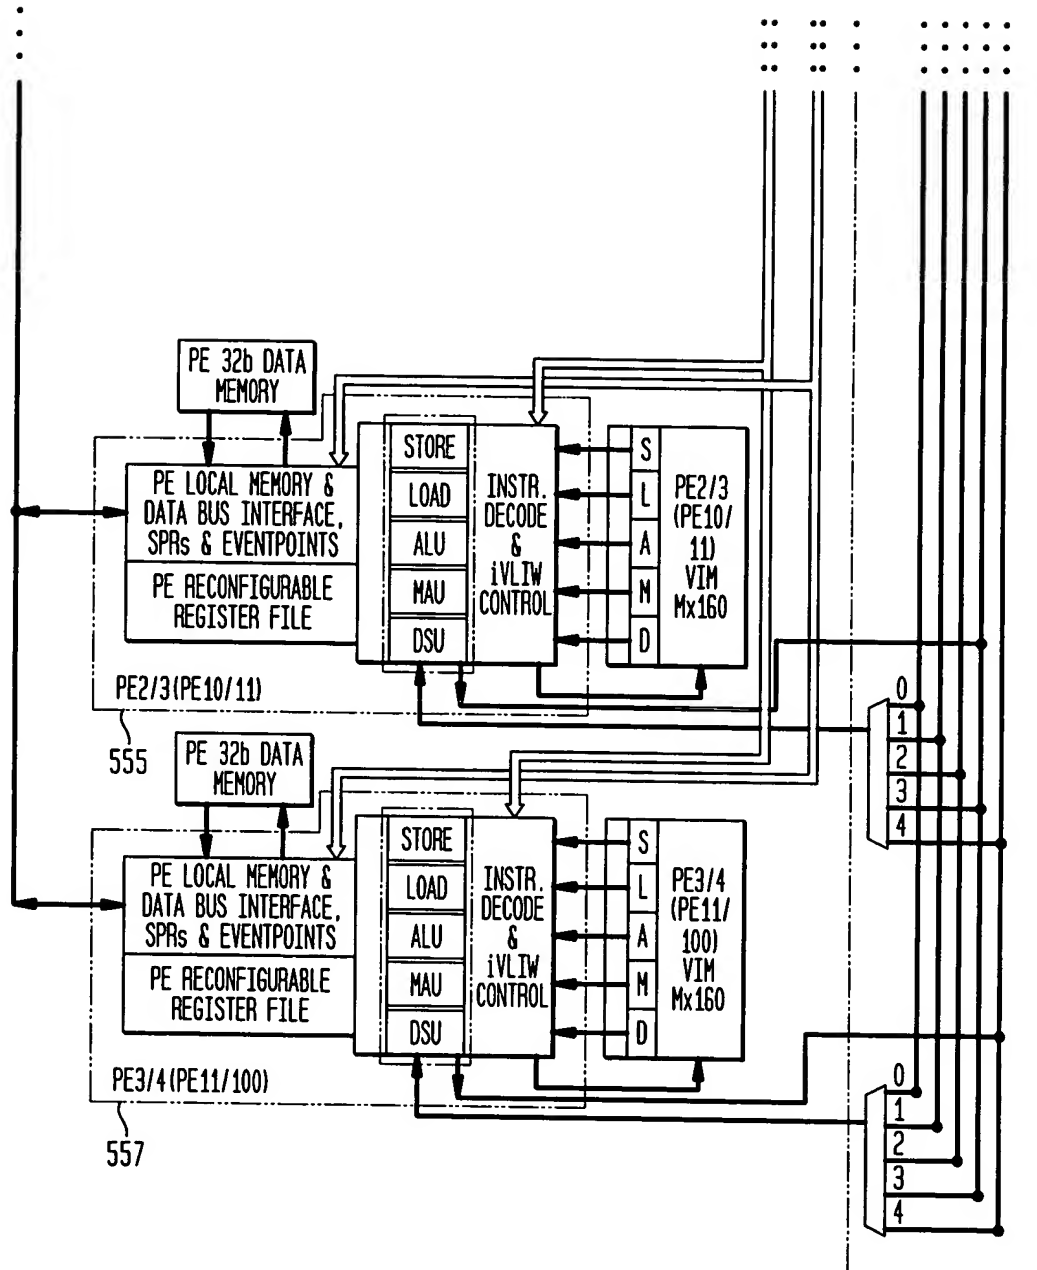 PE 32b DATA
MEMORY
PE LOCAL MEMORY &
DATA BUS INTERFACE,
SPRs & EVENTPOINTS
PE RECONFIGURABLE
REGISTER FILE
STORE
LOAD
ALU
MAU
DSU
INSTR.
DECODE
&
iVLIW
CONTROL
S
L
A
M
D
PE2/3
(PE10/
11)
VIM
Mx160
PE2/3(PE10/11)
555
0
1
2
3
4
PE 32b DATA
MEMORY
PE LOCAL MEMORY &
DATA BUS INTERFACE,
SPRs & EVENTPOINTS
PE RECONFIGURABLE
REGISTER FILE
STORE
LOAD
ALU
MAU
DSU
INSTR.
DECODE
&
iVLIW
CONTROL
S
L
A
M
D
PE3/4
(PE11/
100)
VIM
Mx160
PE3/4(PE11/100)
557
0
1
2
3
4